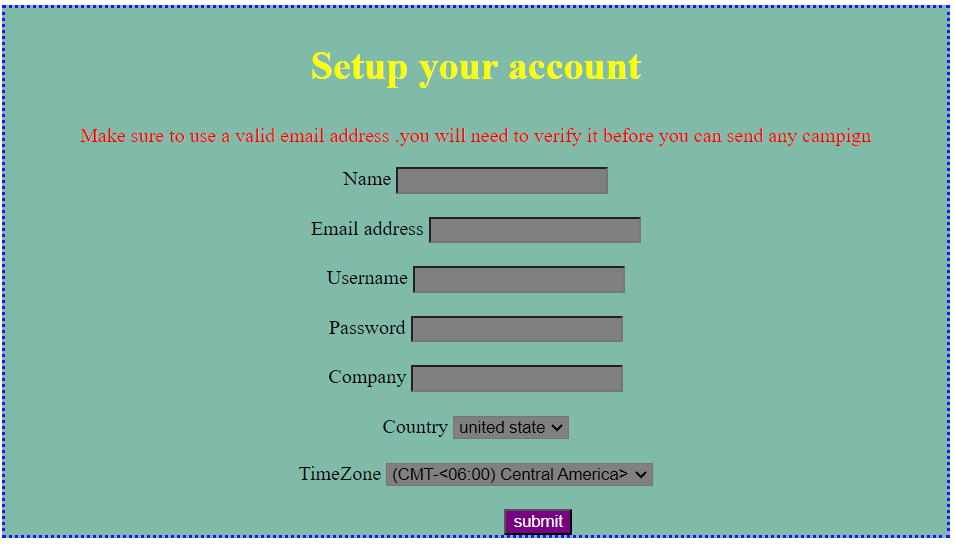 Setup your account
Make sure to use a valid email address .you will need to verify it before you can send any campign
Name
Email address
Username
Password
Company
Country united state
TimeZone (CMT-<06:00) Central America>
submit